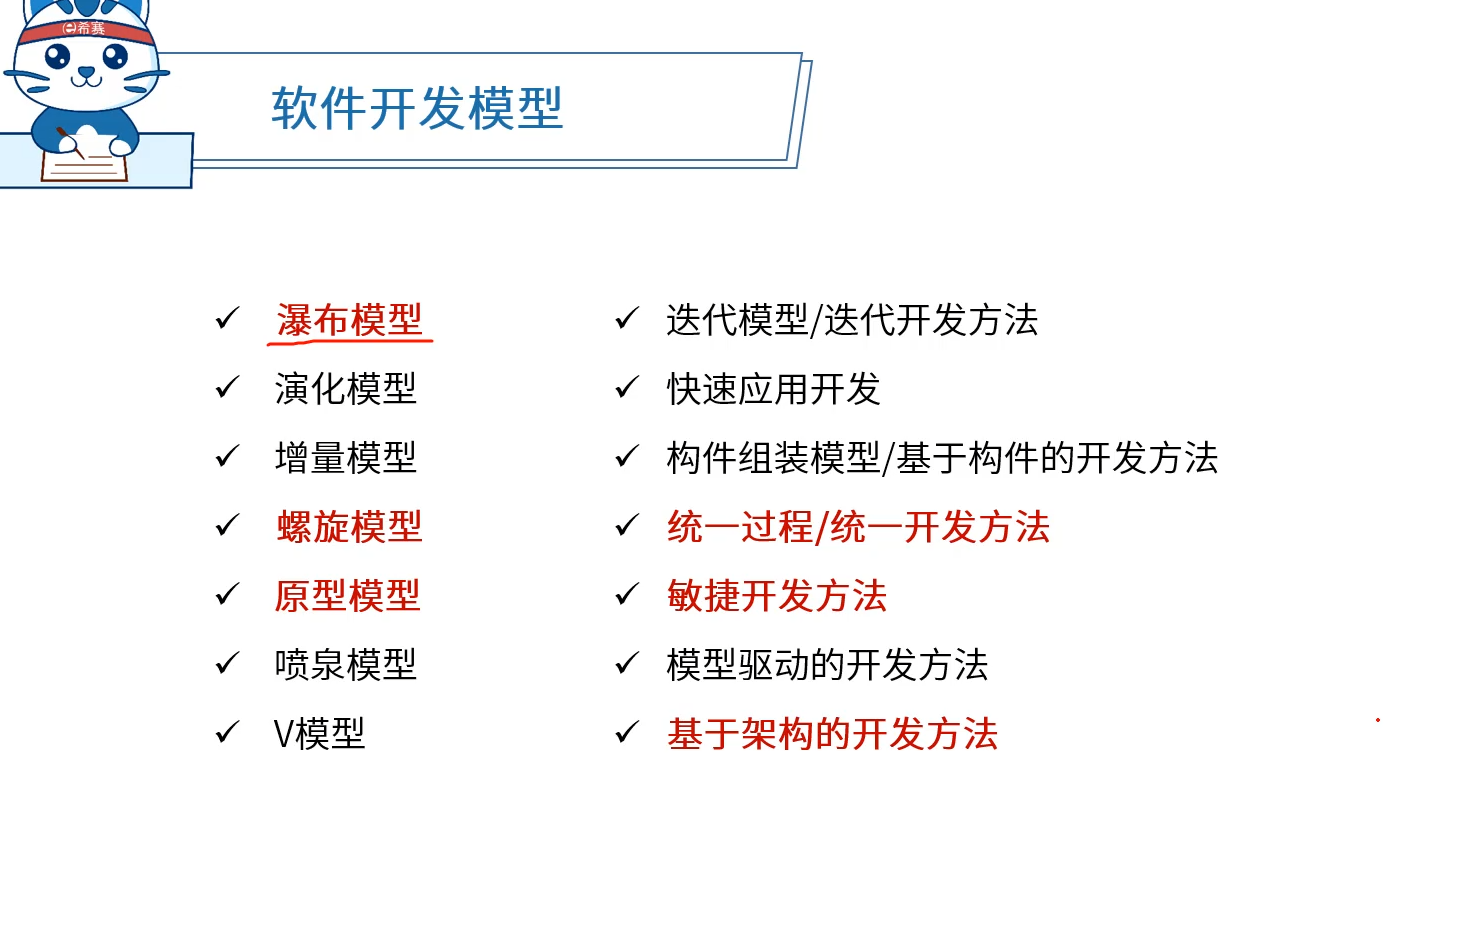 e希赛
软件开发模型
瀑布模型
演化模型
增量模型
螺旋模型
原型模型
喷泉模型
V模型
迭代模型/迭代开发方法
快速应用开发
构件组装模型/基于构件的开发方法
统一过程/统一开发方法
敏捷开发方法
模型驱动的开发方法
基于架构的开发方法